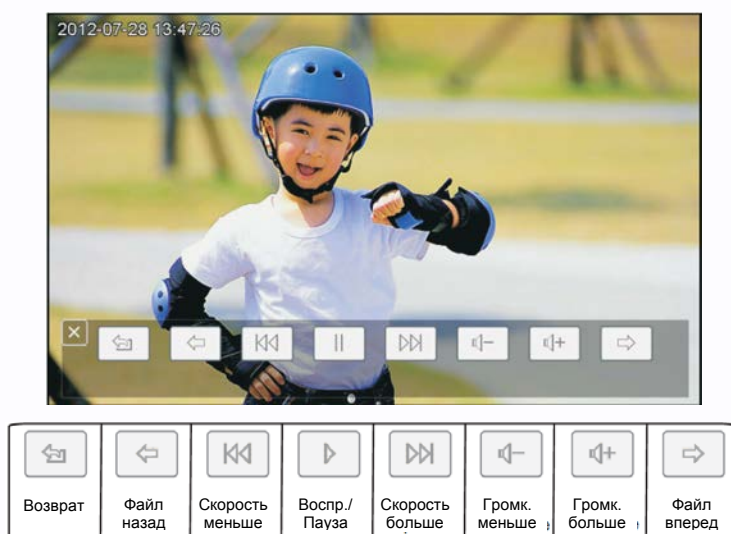 2012-07-28 13:47:26
Возврат
Файл
назад
Скорость
меньше
Воспр./
Пауза
Скорость
больше
Громк.
меньше
Громк.
больше
Файл
вперед